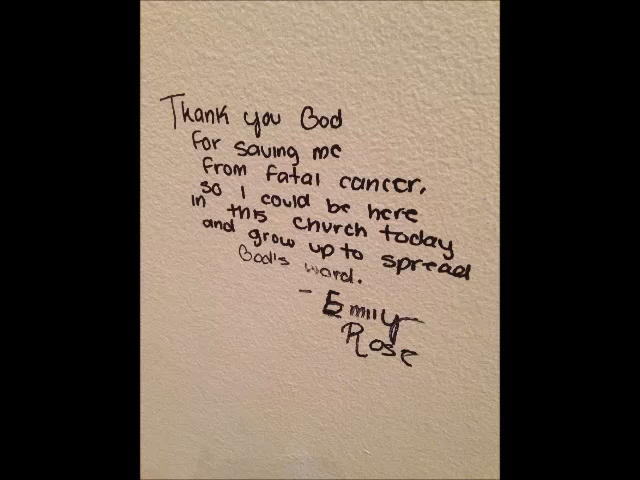 Thank you God
for saving me
from fatal cancer,
so I could be here
in this church today
and grow up to spread
God's word.
- Emily
Rose